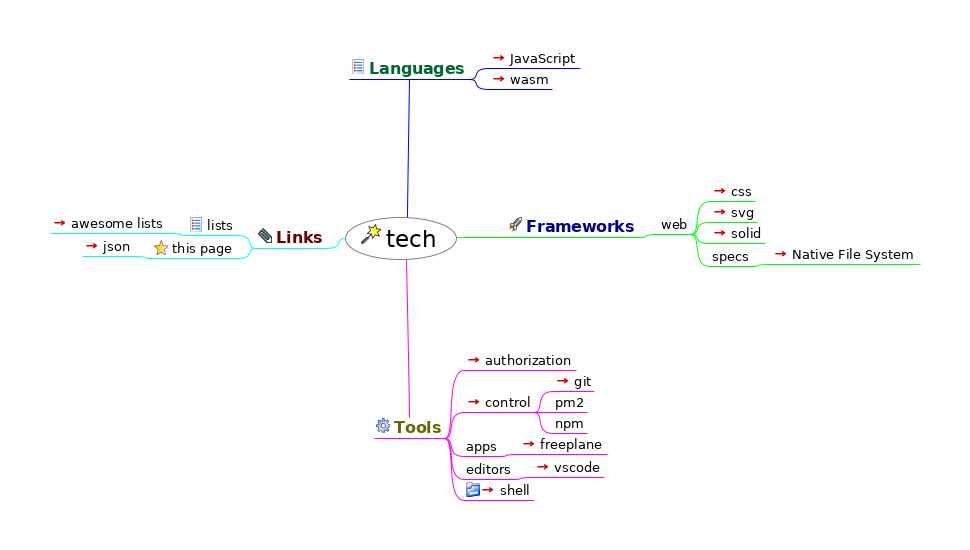 Languages
JavaScript
wasm
tech
Links
lists
awesome lists
this page
json
Frameworks
web
css
svg
solid
specs
Native File System
Tools
authorization
control
git
pm2
npm
apps
freeplane
editors
vscode
shell